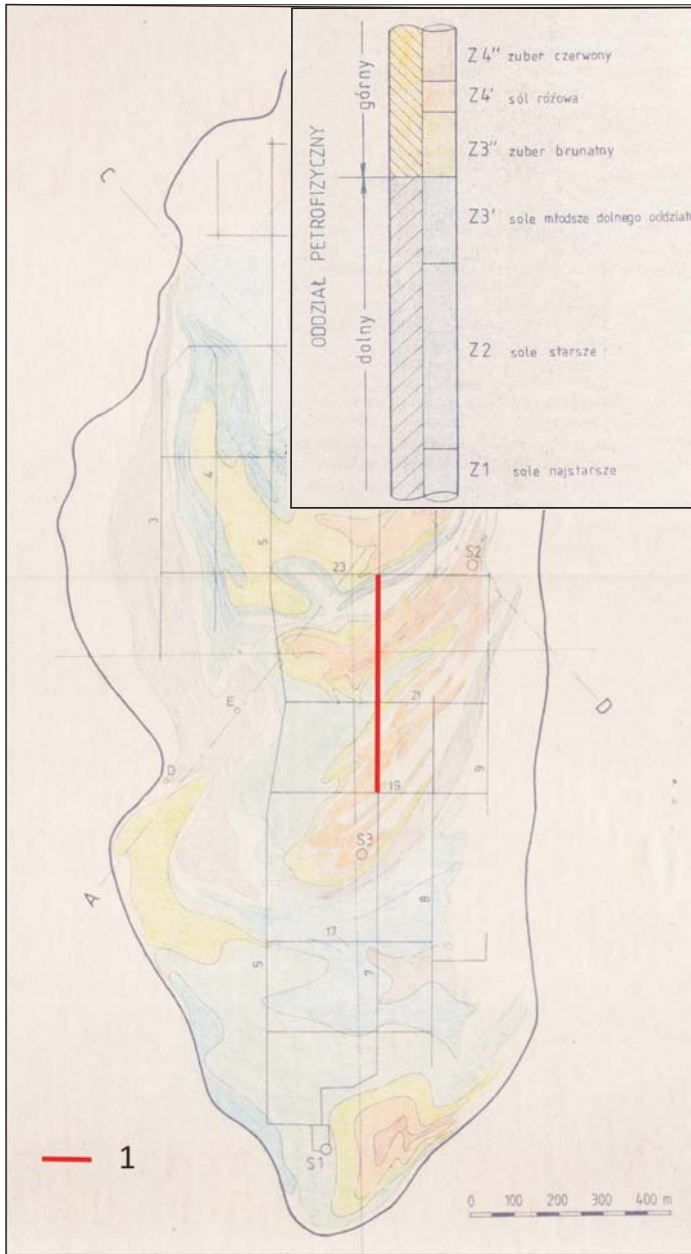 ODDZIAŁ PETROFIZYCZNY
górny
dolny
Z4" zuber czerwony
Z4' sól różowa
Z3" zuber brunatny
Z3' sole młodsze dolnego oddziału
Z2 sole starsze
Z1 sole najstarsze
C
4
3
5
23
S2
E
21
D
D
9
19
S3
A
8
17
5
7
1
S1
0 100 200 300 400 m